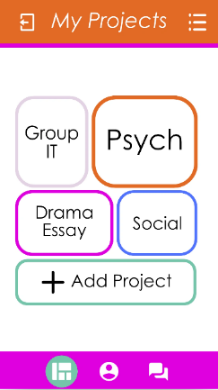 My Projects
Group
IT
Psych
Drama
Essay
Social
Add Project